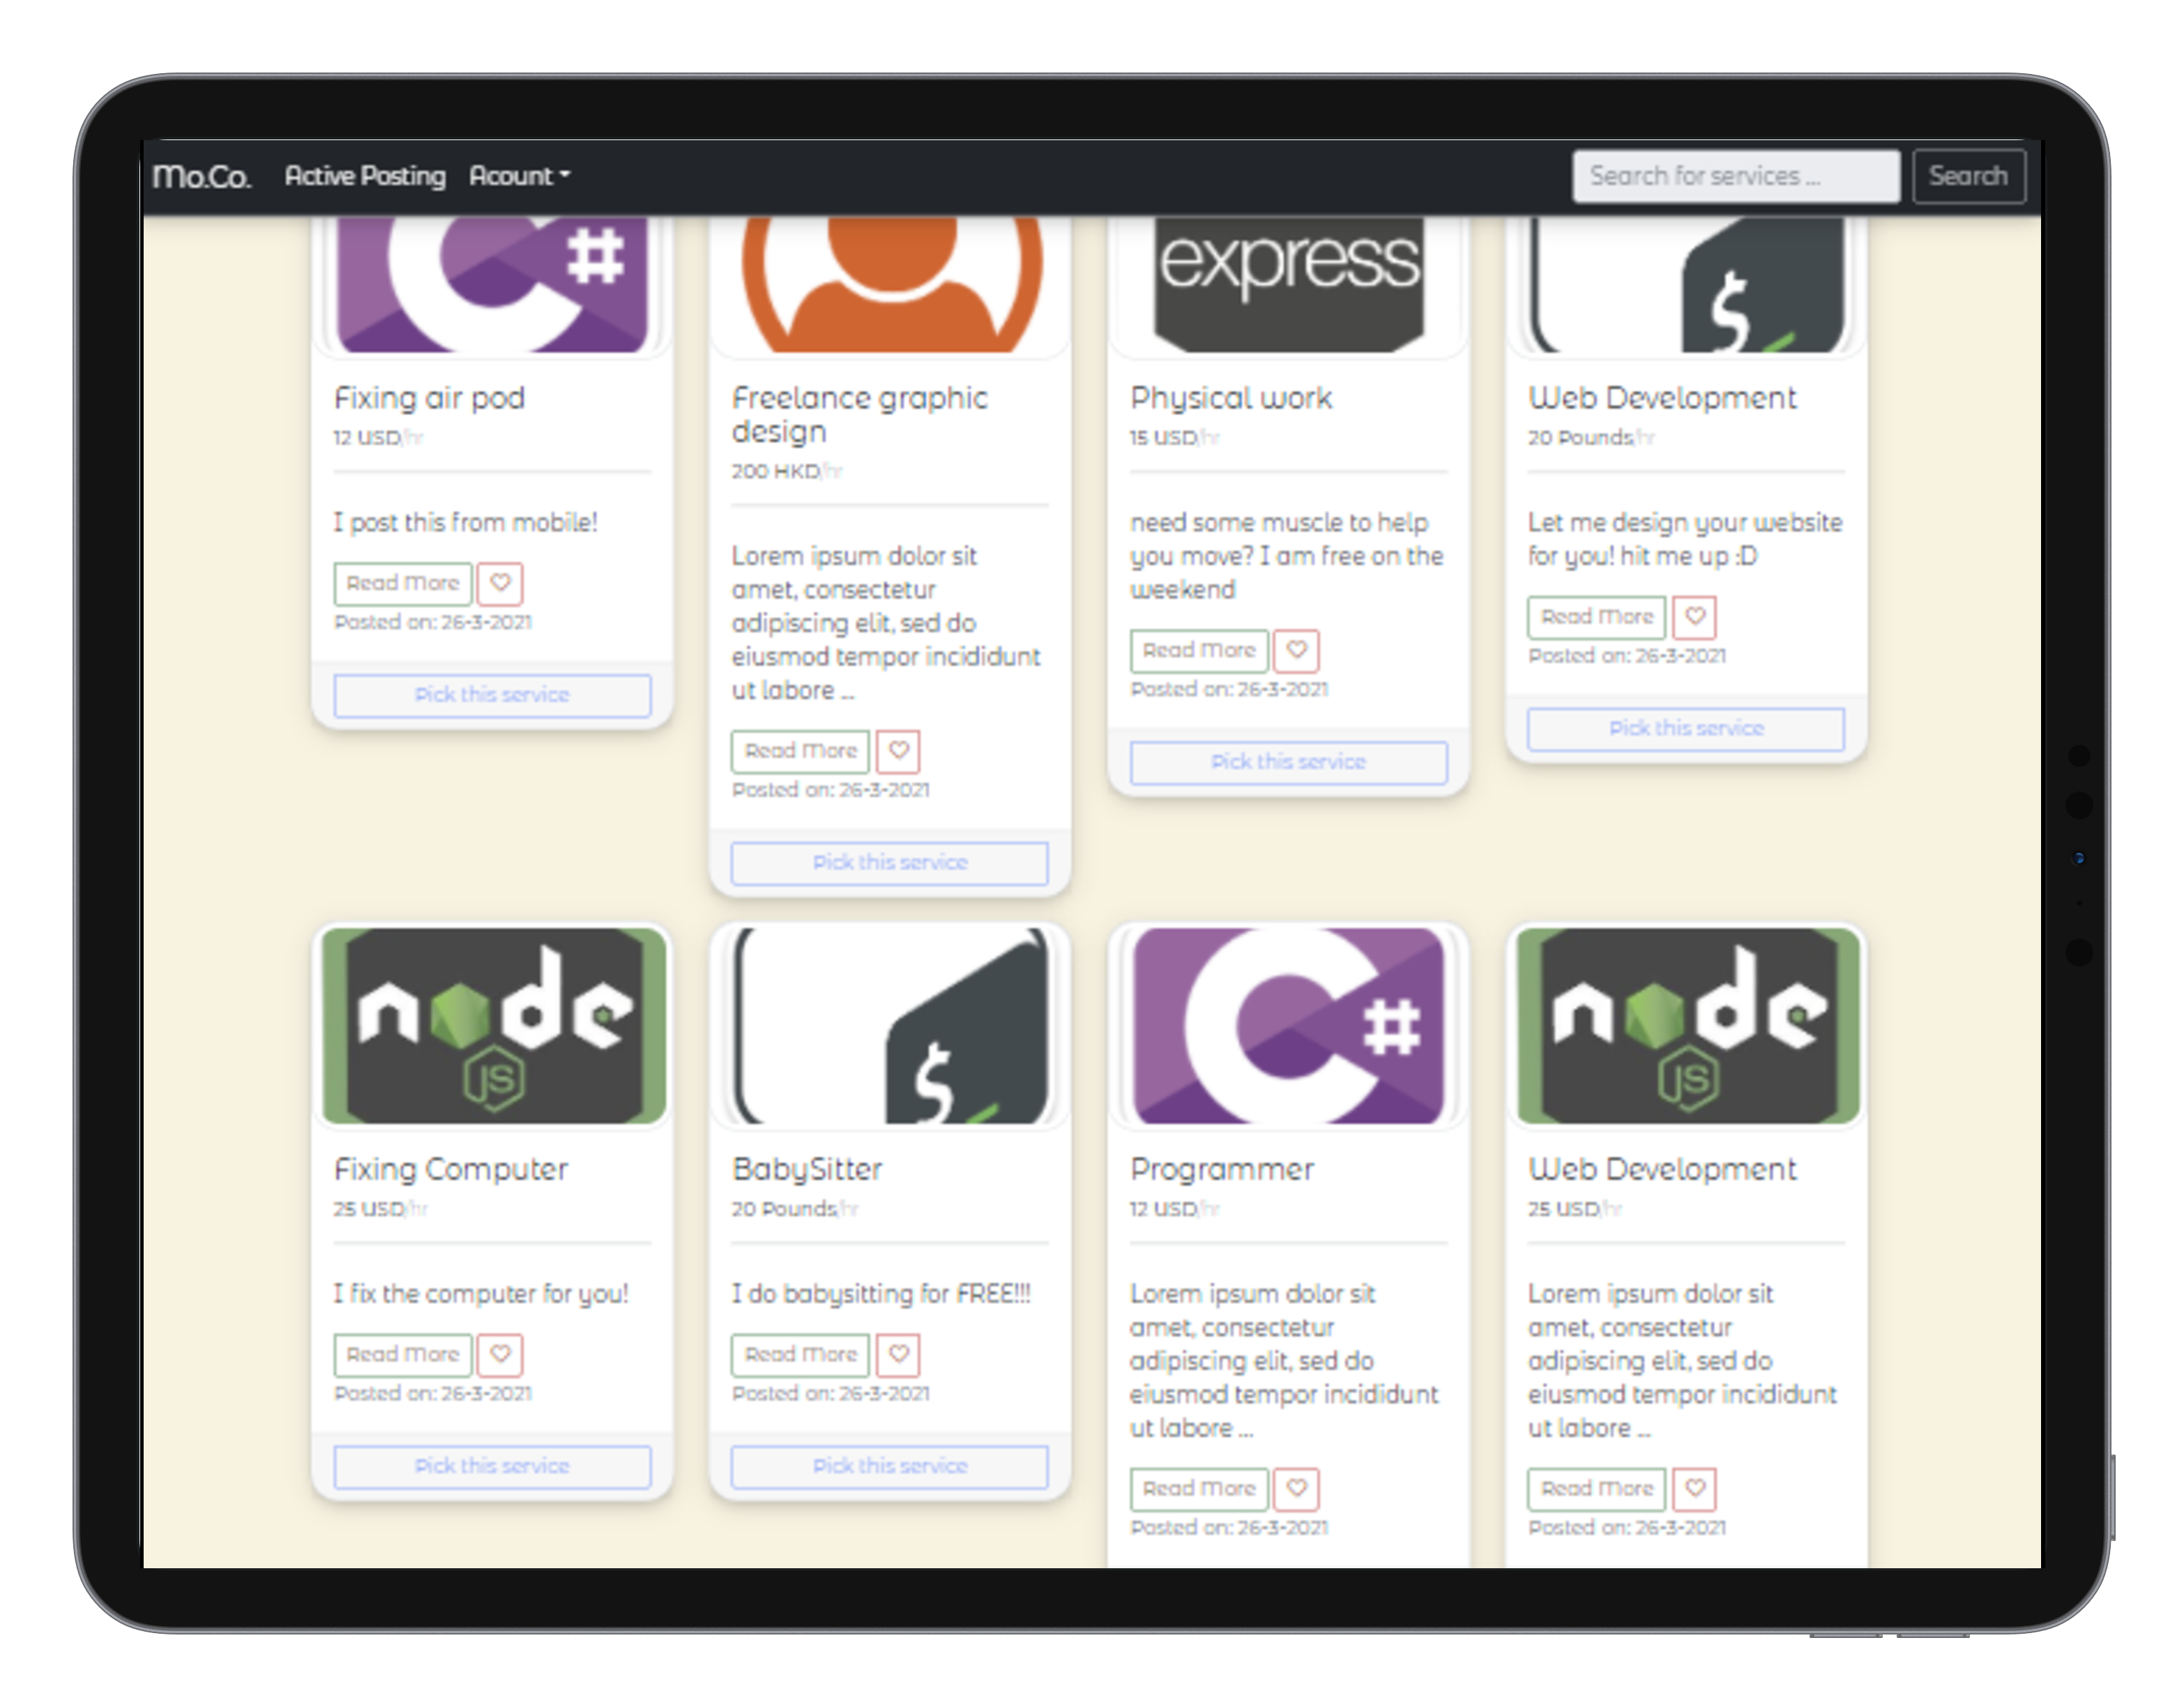 Mo.Co. Active Posting Acount Search for services ... Search
C#
Fixing air pod
12 USD/hr
I post this from mobile!
Read More
Posted on: 26-3-2021
Pick this service
Freelance graphic
design
200 HKD/hr
Lorem ipsum dolor sit
amet, consectetur
adipiscing elit, sed do
eiusmod tempor incididunt
ut labore ...
Read More
Posted on: 26-3-2021
Pick this service
express
Physical work
15 USD/hr
need some muscle to help
you move? I am free on the
weekend
Read More
Posted on: 26-3-2021
Pick this service
$
Web Development
20 Pounds/hr
Let me design your website
for you! hit me up :D
Read More
Posted on: 26-3-2021
Pick this service
node
JS
Fixing Computer
25 USD/hr
I fix the computer for you!
Read More
Posted on: 26-3-2021
Pick this service
$
BabySitter
20 Pounds/hr
I do babysitting for FREE!!!
Read More
Posted on: 26-3-2021
Pick this service
C#
Programmer
12 USD/hr
Lorem ipsum dolor sit
amet, consectetur
adipiscing elit, sed do
eiusmod tempor incididunt
ut labore ...
Read More
Posted on: 26-3-2021
node
JS
Web Development
25 USD/hr
Lorem ipsum dolor sit
amet, consectetur
adipiscing elit, sed do
eiusmod tempor incididunt
ut labore ...
Read More
Posted on: 26-3-2021